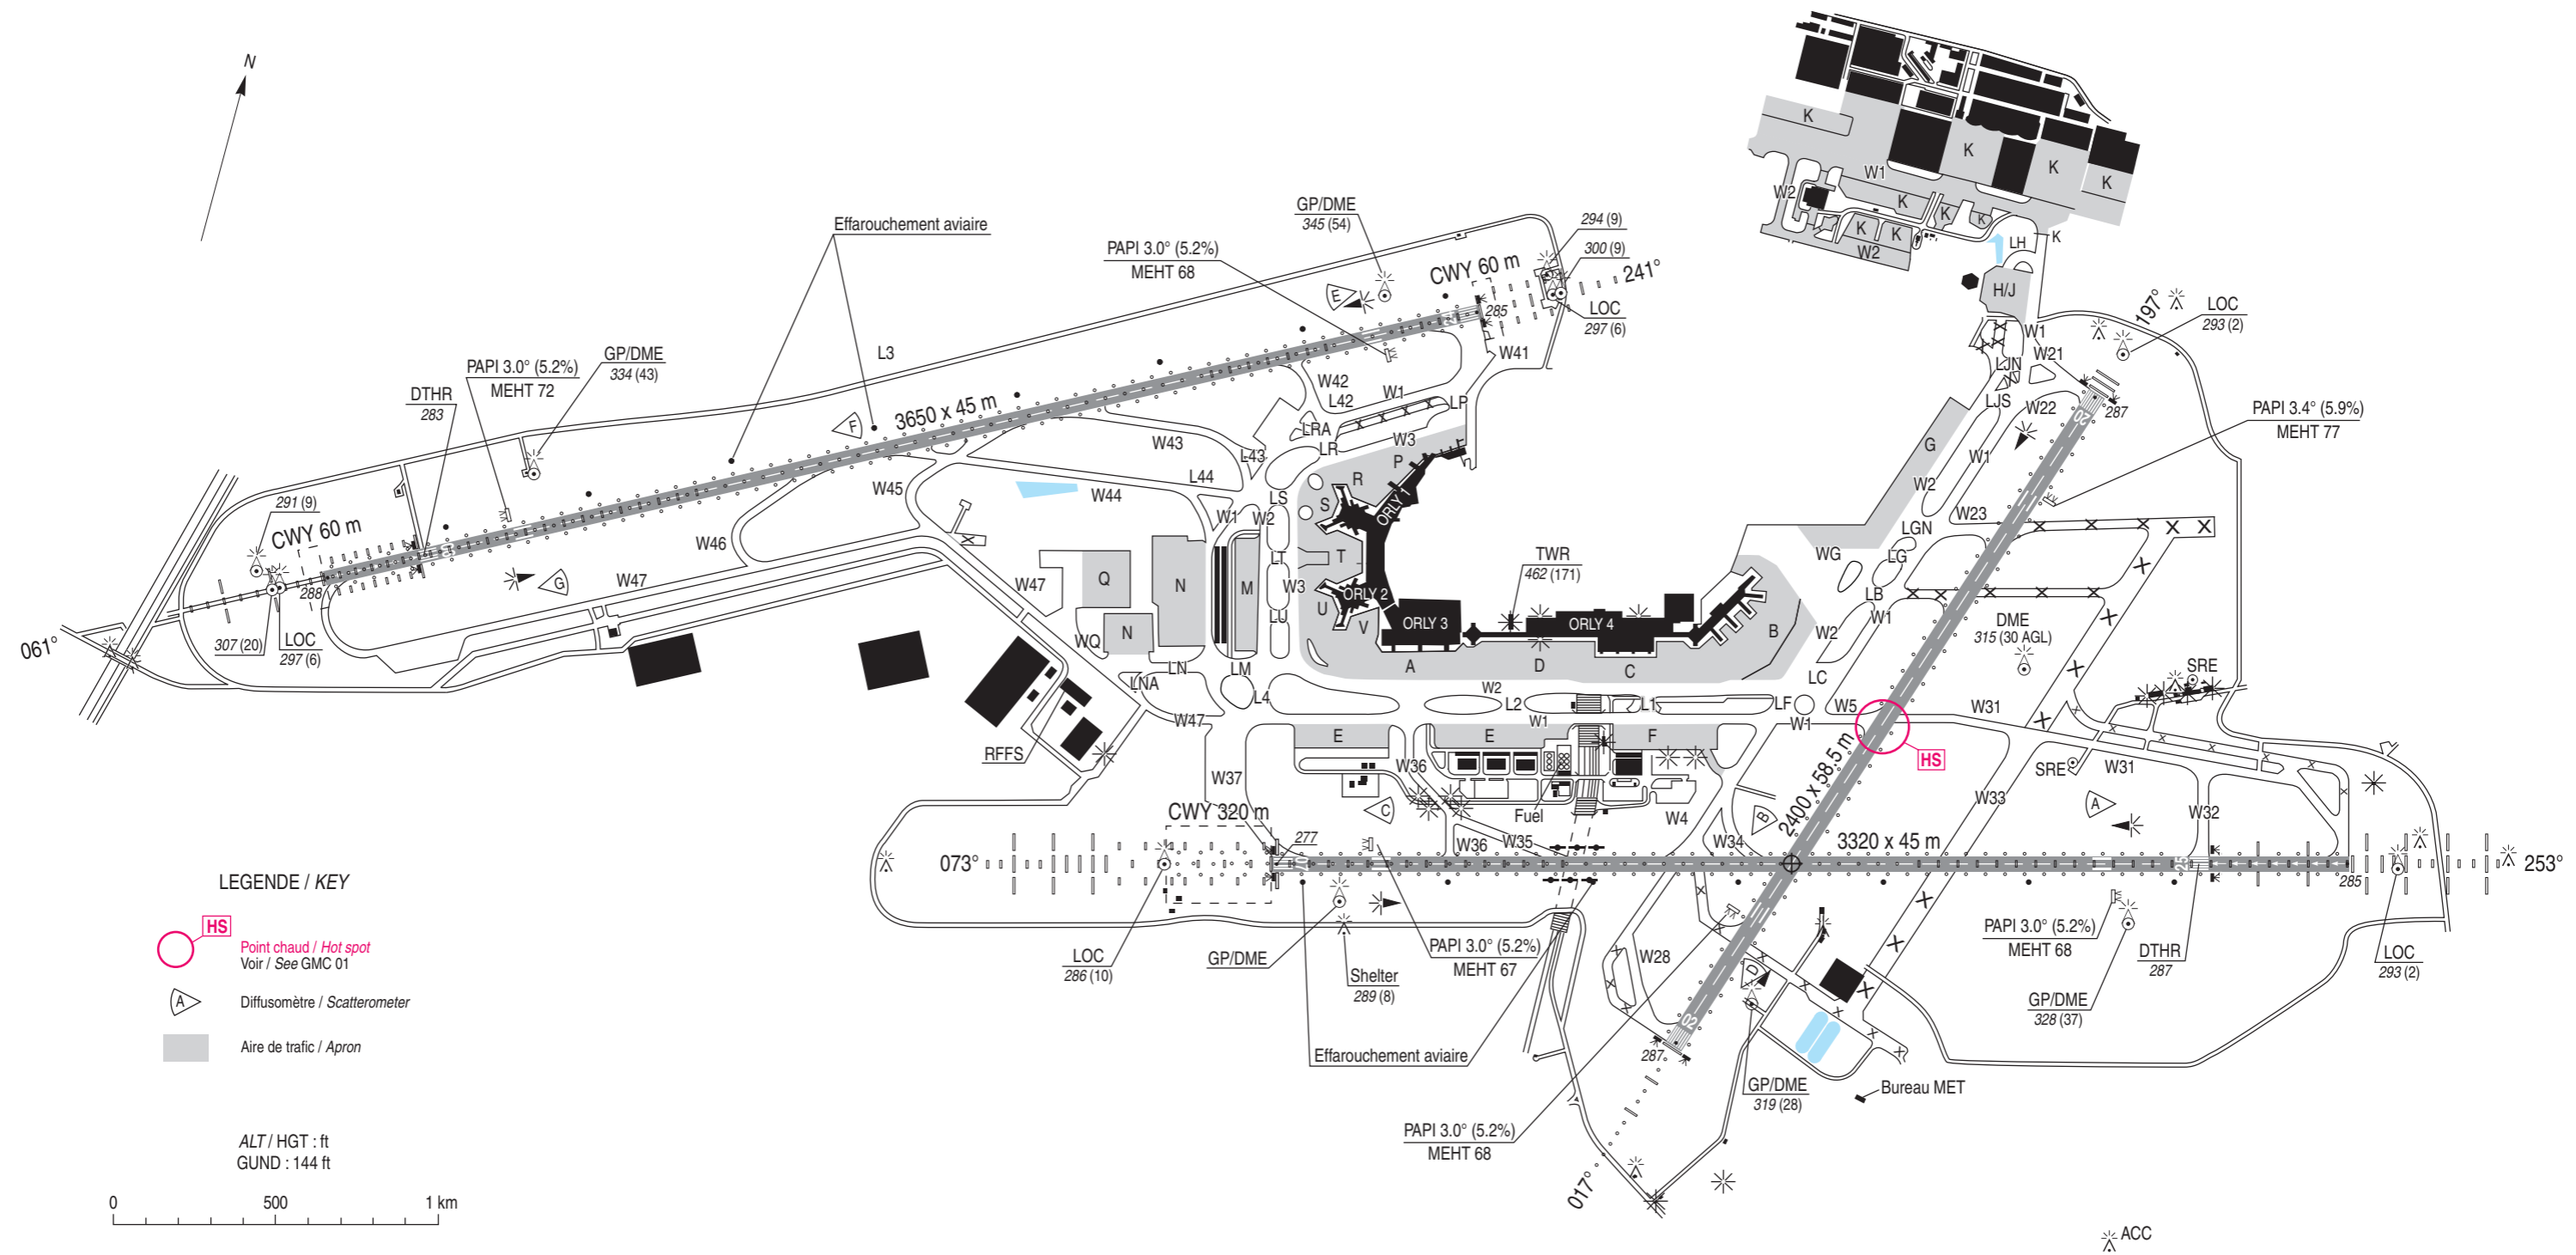 N
Effarouchement aviaire
GP/DME
345 (54)
294 (9)
300 (9)
PAPI 3.0° (5.2%)
MEHT 68
CWY 60 m
241°
E
285
LOC
297 (6)
W41
L3
GP/DME
334 (43)
PAPI 3.0° (5.2%)
MEHT 72
DTHR
283
3650 x 45 m
F
W42
L42
W1
LP
LRA
LR
W3
W43
L43
L44
W44
W45
W46
W47
291 (9)
CWY 60 m
288
G
307 (20)
LOC
297 (6)
061°
W47
Q
N
N
M
WQ
LN
LNA
LM
L4
W47
RFFS
W1
W2
LS
LT
W3
LU
P
R
S
T
U
V
ORLY 1
ORLY 2
ORLY 3
ORLY 4
TWR
462 (171)
A
D
C
B
W2
L2
L1
W1
LF
W1
LC
W5
E
E
F
W37
W36
Fuel
W4
W36
W35
W34
B
C
CWY 320 m
277
073°
K
K
K
K
W1
W2
K
K
K
K
K
W2
LH
K
H/J
W1
W21
LJN
LJS
W22
197°
LOC
293 (2)
20
287
PAPI 3.4° (5.9%)
MEHT 77
G
W1
W2
W23
LGN
LG
WG
LB
W1
W2
DME
315 (30 AGL)
SRE
W31
HS
SRE
W31
W33
W32
A
2400 x 58.5 m
3320 x 45 m
285
253°
LOC
286 (10)
GP/DME
Shelter
289 (8)
PAPI 3.0° (5.2%)
MEHT 67
W28
D
02
287
Effarouchement aviaire
PAPI 3.0° (5.2%)
MEHT 68
017°
GP/DME
319 (28)
Bureau MET
PAPI 3.0° (5.2%)
MEHT 68
GP/DME
328 (37)
DTHR
287
LOC
293 (2)
ACC
LEGENDE / KEY
HS
Point chaud / Hot spot
Voir / See GMC 01
A
Diffusomètre / Scatterometer
Aire de trafic / Apron
ALT / HGT : ft
GUND : 144 ft
0 500 1 km